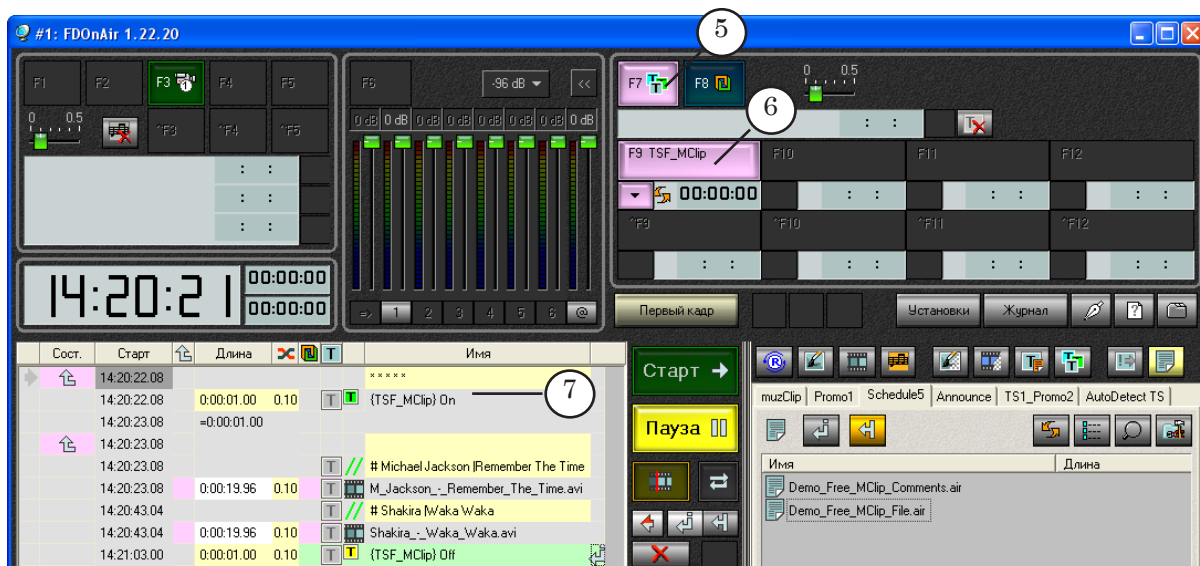 #1: FDOnAir 1.22.20
5
F1 F2 F3 1 F4 F5
F6 -96 dB <<
F7 T T F8
0 0.5
0 0.5
^F3 ^F4 ^F5
0 dB 0 dB 0 dB 0 dB 0 dB 0 dB 0 dB 0 dB
: : T
6
F9 TSF_MClip F10 F11 F12
00:00:00 : : : : : :
: :
: :
: :
^F9 ^F10 ^F11 ^F12
: : : : : : : :
14:20:21 00:00:00
00:00:00
=> 1 2 3 4 5 6 @
Первый кадр Установки Журнал ?
Сост. Старт Длина T Имя
14:20:22.08 * * * * *
14:20:22.08 0:00:01.00 0.10 T T {TSF_MClip} On
7
14:20:23.08 =0:00:01.00
14:20:23.08
14:20:23.08 T // # Michael Jackson |Remember The Time
14:20:23.08 0:00:19.96 0.10 T M_Jackson_-_Remember_The_Time.avi
14:20:43.04 T // # Shakira |Waka Waka
14:20:43.04 0:00:19.96 0.10 T Shakira_-_Waka_Waka.avi
14:21:03.00 0:00:01.00 0.10 T T {TSF_MClip} Off
Старт
Пауза
R T T T
muzClip Promo1 Schedule5 Announce TS1_Promo2 AutoDetect TS
edit
Имя Длина
Demo_Free_MClip_Comments.air
Demo_Free_MClip_File.air